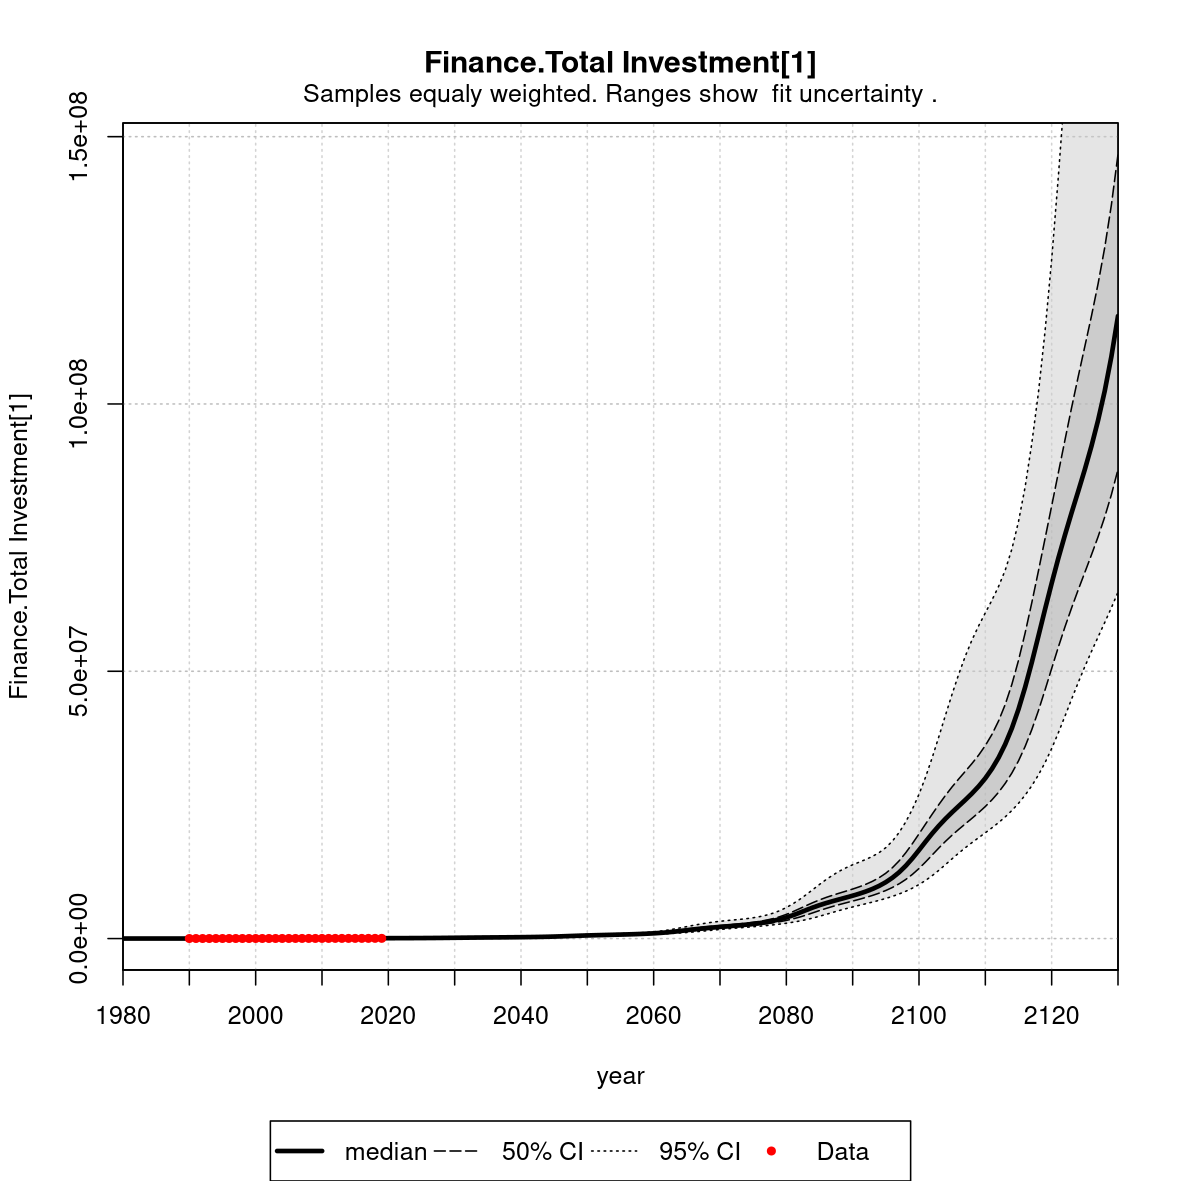 Finance.Total Investment[1]
Samples equaly weighted. Ranges show  fit uncertainty .
Finance.Total Investment[1]
1.5e+08
1.0e+08
5.0e+07
0.0e+00
1980 2000 2020 2040 2060 2080 2100 2120
year
median 50% CI 95% CI Data